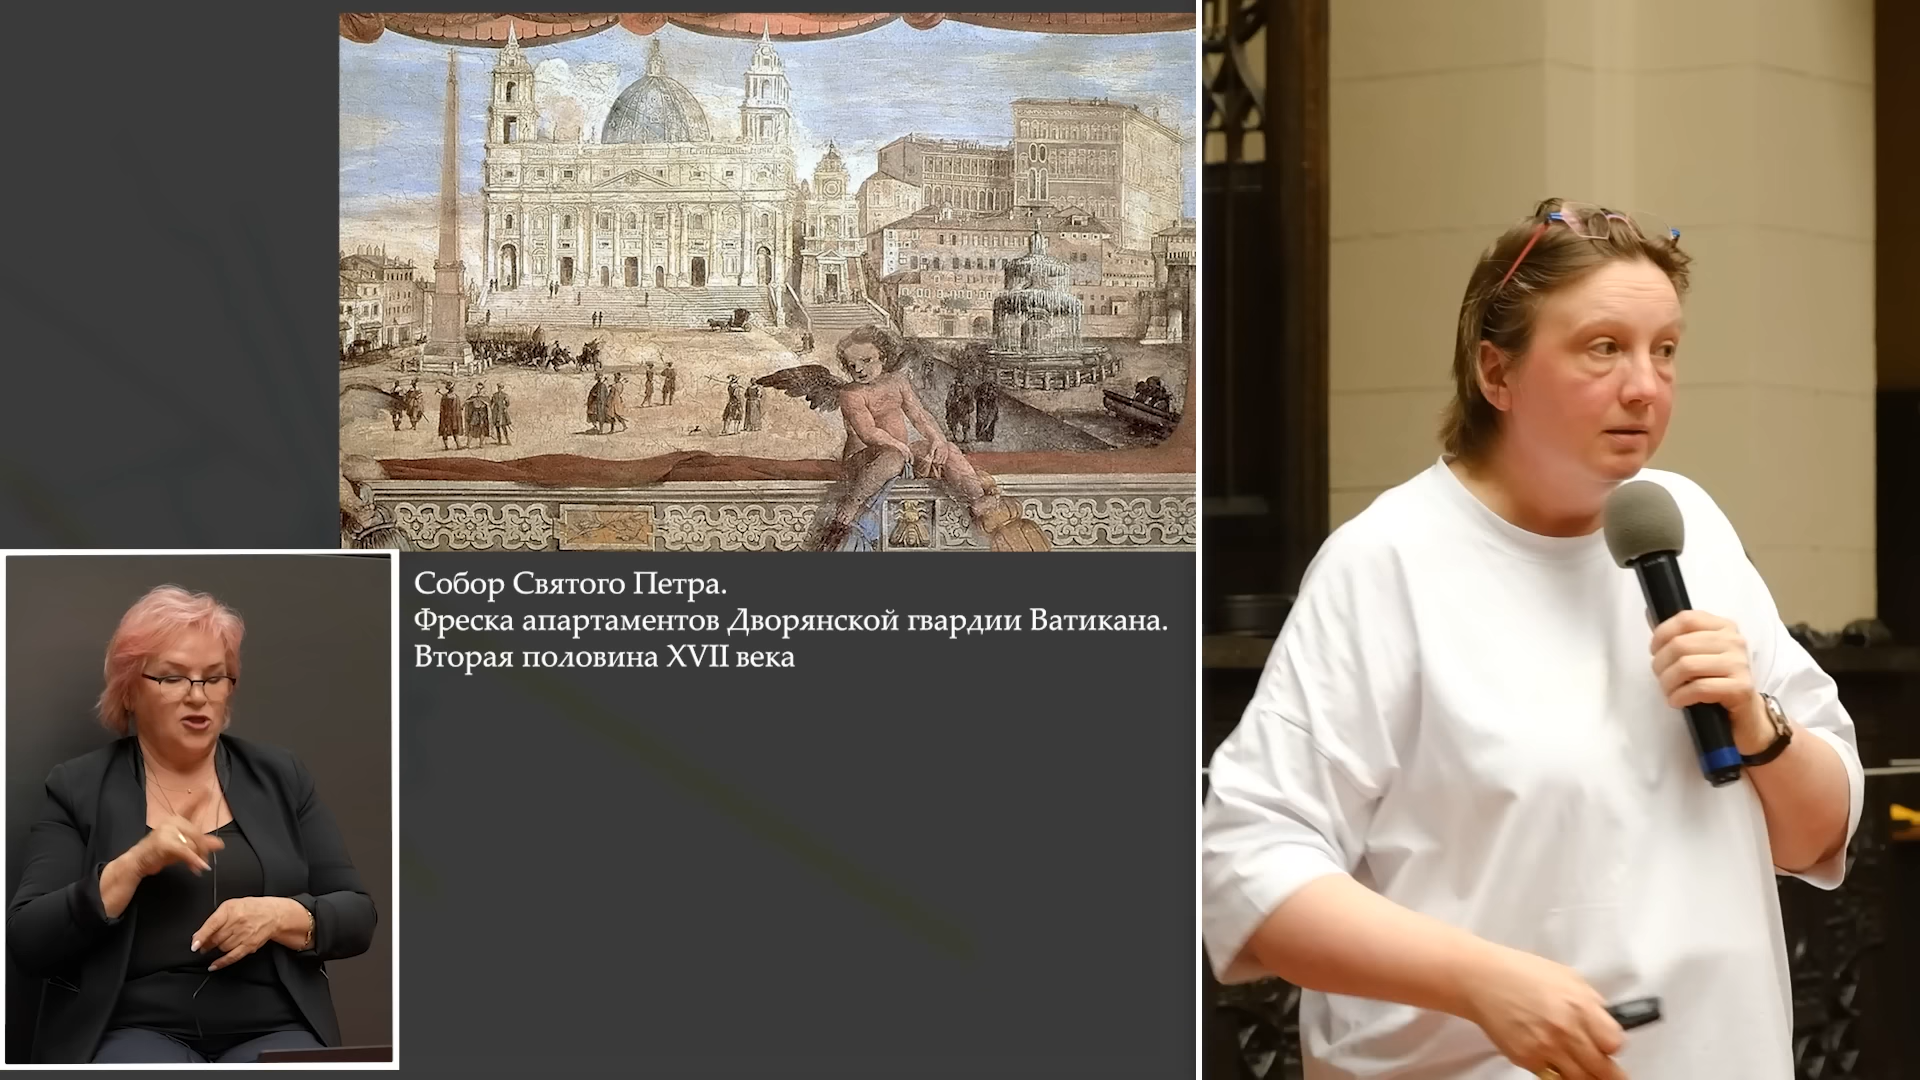 Собор Святого Петра.
Фреска апартаментов Дворянской гвардии Ватикана.
Вторая половина XVII века